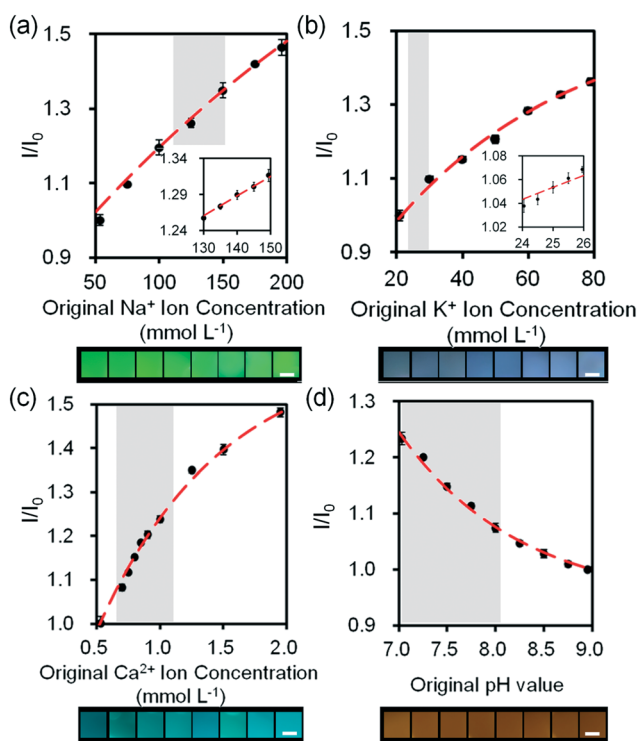 (a)
1.5
1.3
1.1
0.9
I/I0
1.34
1.29
1.24
130 140 150
50 100 150 200
Original Na+ Ion Concentration
(mmol L-1)
(b)
1.5
1.3
1.1
0.9
I/I0
1.08
1.06
1.04
1.02
24 25 26
20 40 60 80
Original K+ Ion Concentration
(mmol L-1)
(c)
1.5
1.4
1.3
1.2
1.1
1.0
I/I0
0.5 1.0 1.5 2.0
Original Ca2+ Ion Concentration
(mmol L-1)
(d)
1.3
1.2
1.1
1.0
0.9
I/I0
7.0 7.5 8.0 8.5 9.0
Original pH value